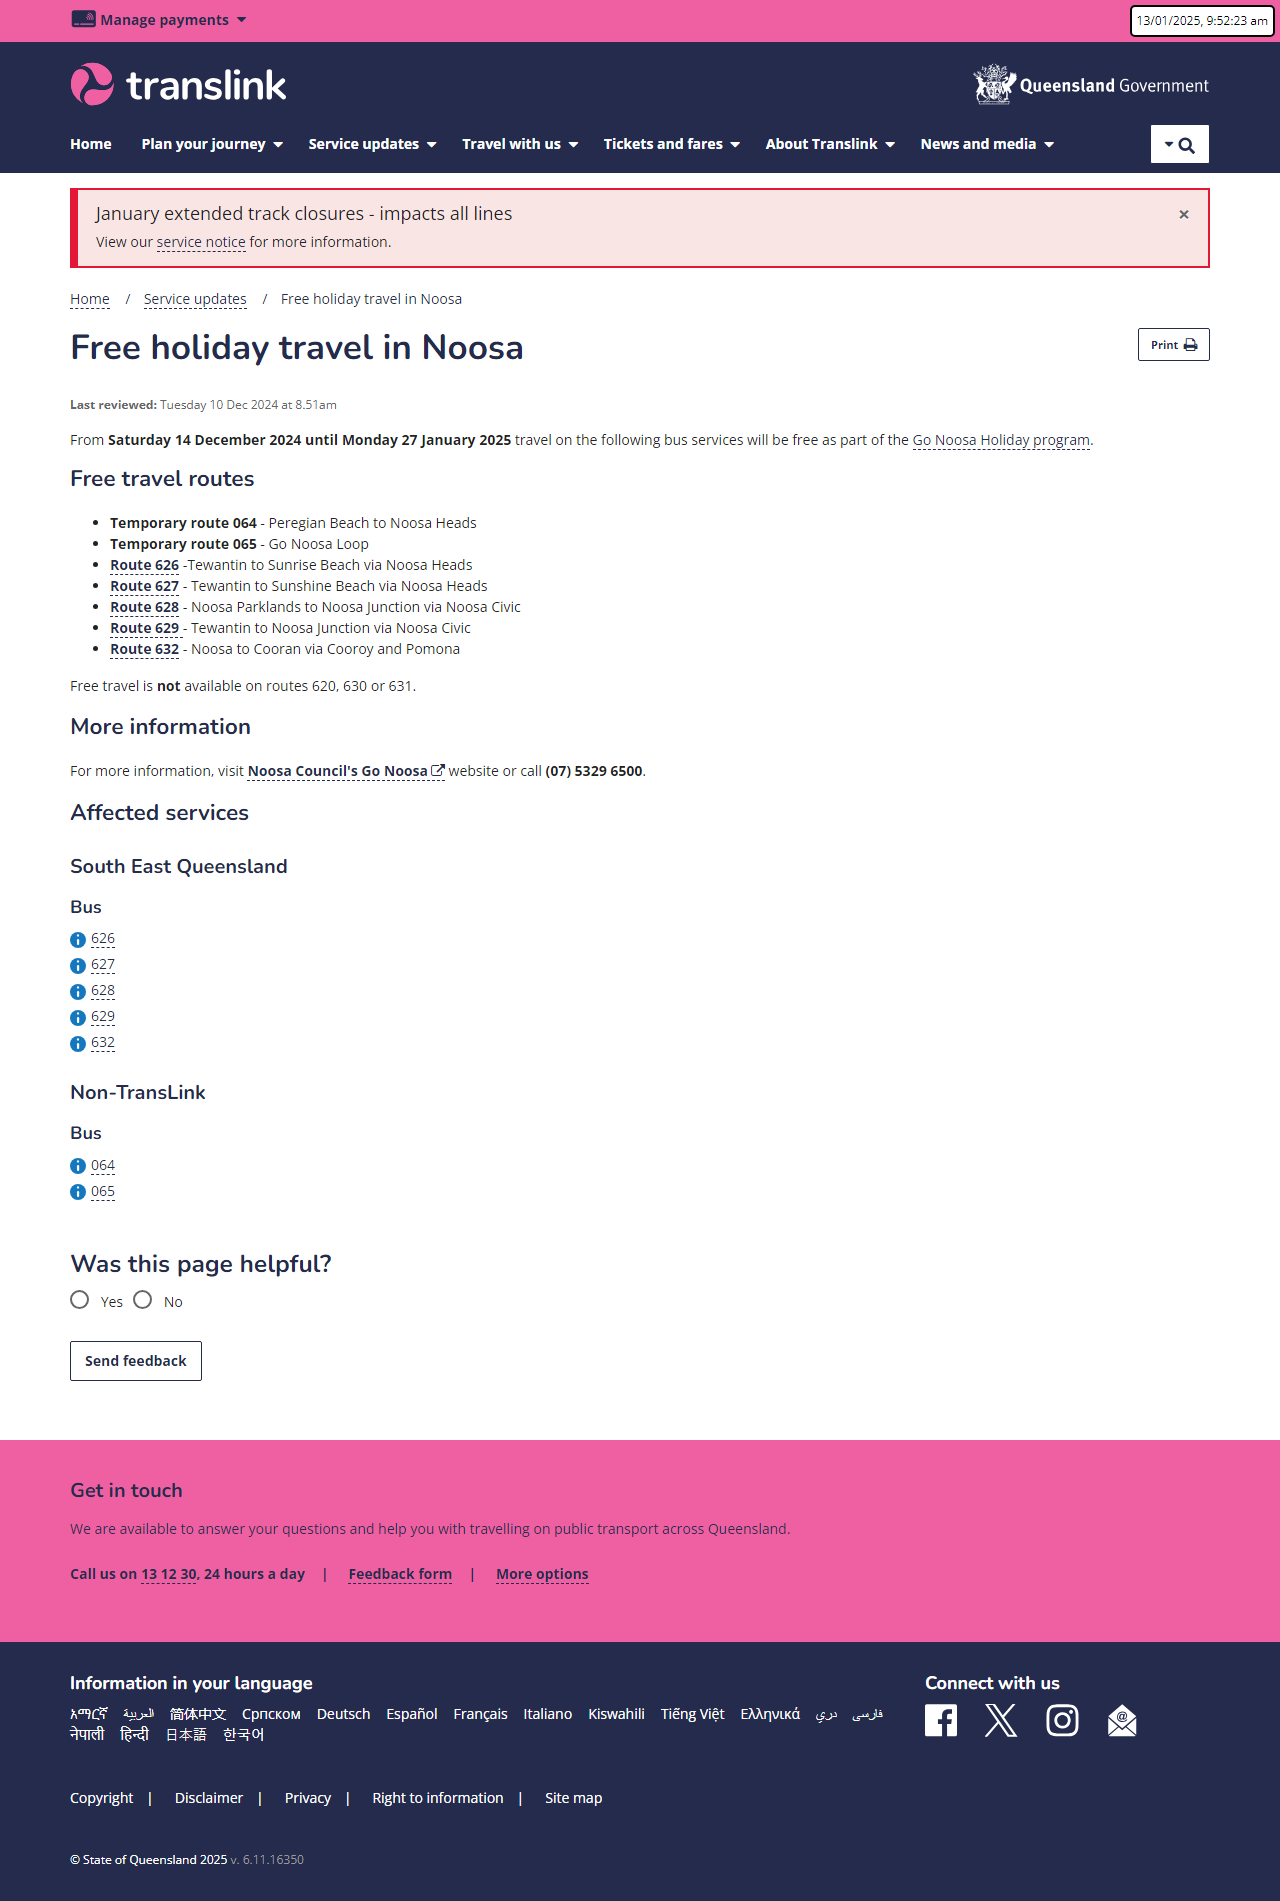 Manage payments
13/01/2025, 9:52:23 am
translink
Queensland Government
Home Plan your journey Service updates Travel with us Tickets and fares About Translink News and media
January extended track closures - impacts all lines
×
View our service notice for more information.
Home / Service updates / Free holiday travel in Noosa
Free holiday travel in Noosa
Print
Last reviewed: Tuesday 10 Dec 2024 at 8.51am
From Saturday 14 December 2024 until Monday 27 January 2025 travel on the following bus services will be free as part of the Go Noosa Holiday program.
Free travel routes
• Temporary route 064 - Peregian Beach to Noosa Heads
• Temporary route 065 - Go Noosa Loop
• Route 626 -Tewantin to Sunrise Beach via Noosa Heads
• Route 627 - Tewantin to Sunshine Beach via Noosa Heads
• Route 628 - Noosa Parklands to Noosa Junction via Noosa Civic
• Route 629 - Tewantin to Noosa Junction via Noosa Civic
• Route 632 - Noosa to Cooran via Cooroy and Pomona
Free travel is not available on routes 620, 630 or 631.
More information
For more information, visit Noosa Council's Go Noosa website or call (07) 5329 6500.
Affected services
South East Queensland
Bus
626
627
628
629
632
Non-TransLink
Bus
064
065
Was this page helpful?
Yes No
Send feedback
Get in touch
We are available to answer your questions and help you with travelling on public transport across Queensland.
Call us on 13 12 30, 24 hours a day | Feedback form | More options
Information in your language
Connect with us
አማርኛ العربية 简体中文 Српском Deutsch Español Français Italiano Kiswahili Tiếng Việt Ελληνικά دري فارسی
नेपाली हिन्दी 日本語 한국어
Copyright | Disclaimer | Privacy | Right to information | Site map
© State of Queensland 2025 v. 6.11.16350